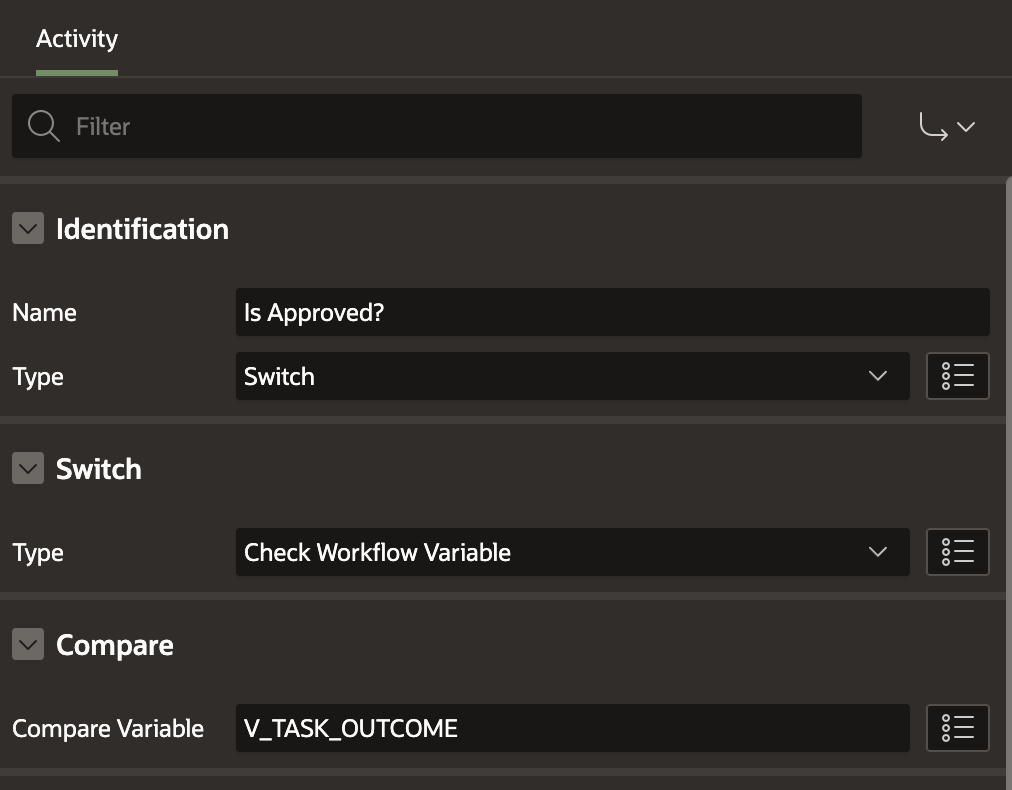 Activity
Filter
Identification
Name Is Approved?
Type Switch
Switch
Type Check Workflow Variable
Compare
Compare Variable V_TASK_OUTCOME